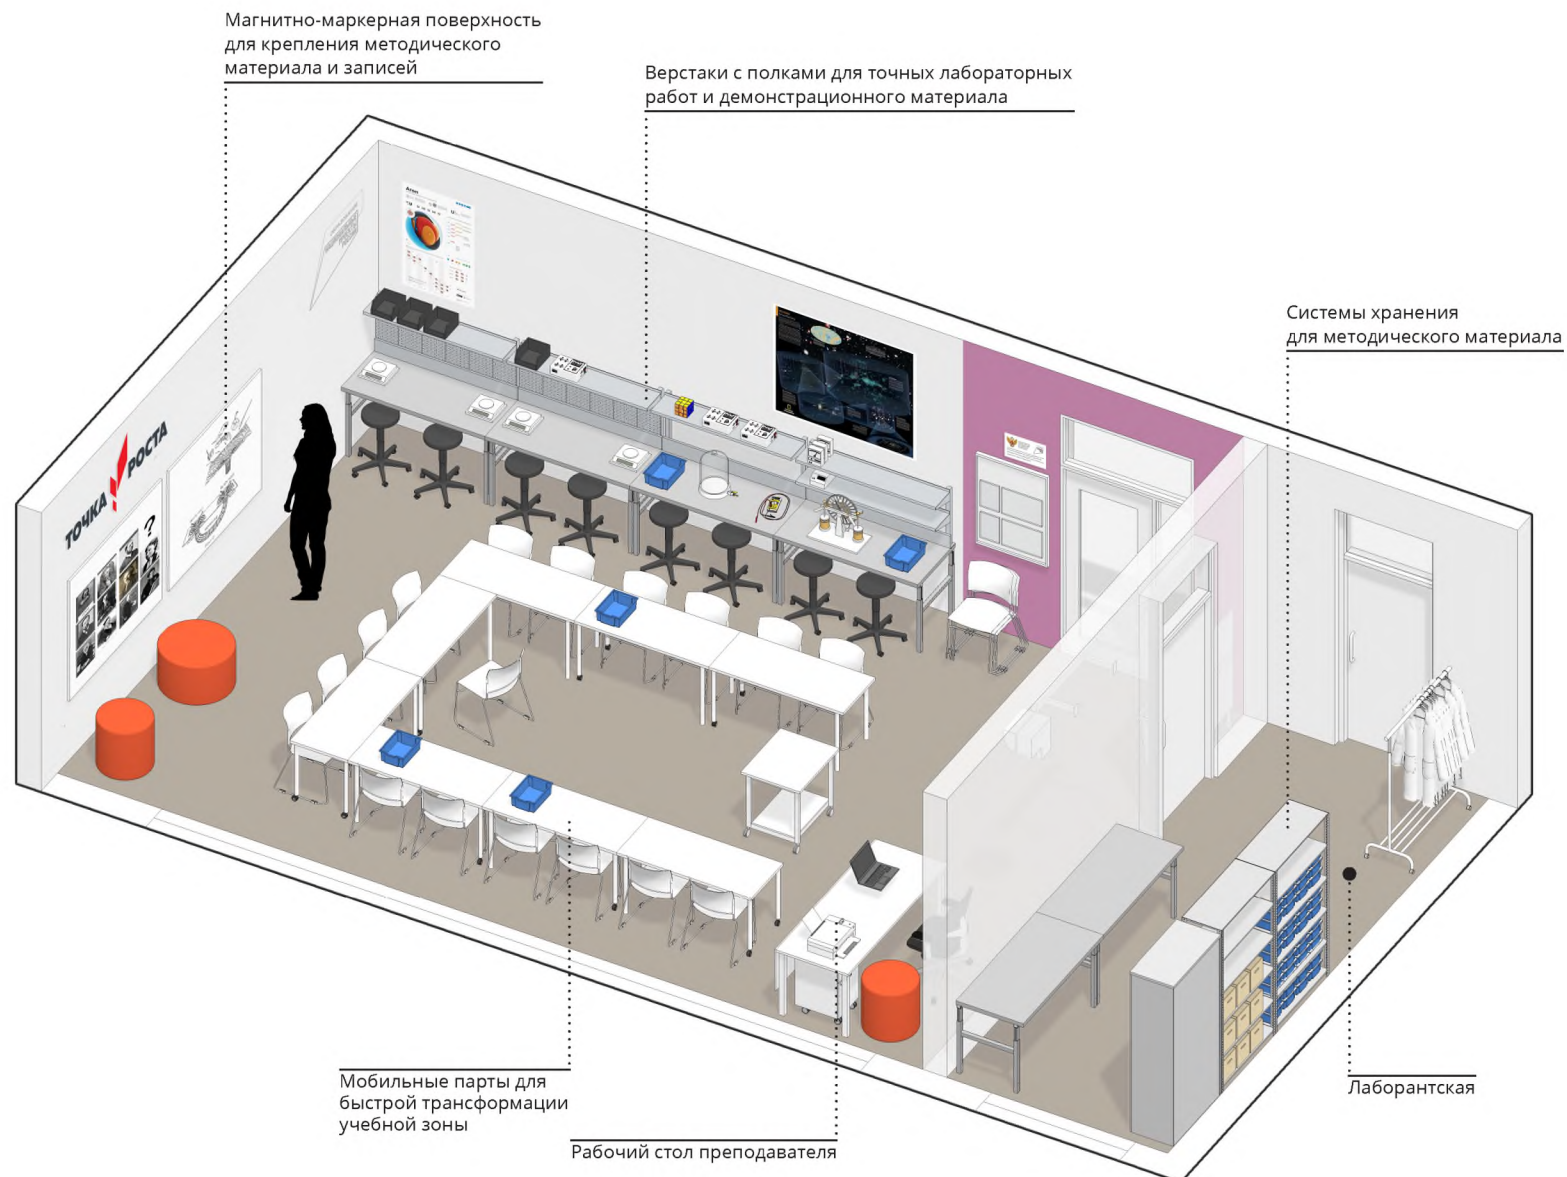 Магнитно-маркерная поверхность
для крепления методического
материала и записей
Верстаки с полками для точных лабораторных
работ и демонстрационного материала
Системы хранения
для методического материала
Атом
ТОЧКА РОСТА
?
Мобильные парты для
быстрой трансформации
учебной зоны
Рабочий стол преподавателя
Лаборантская